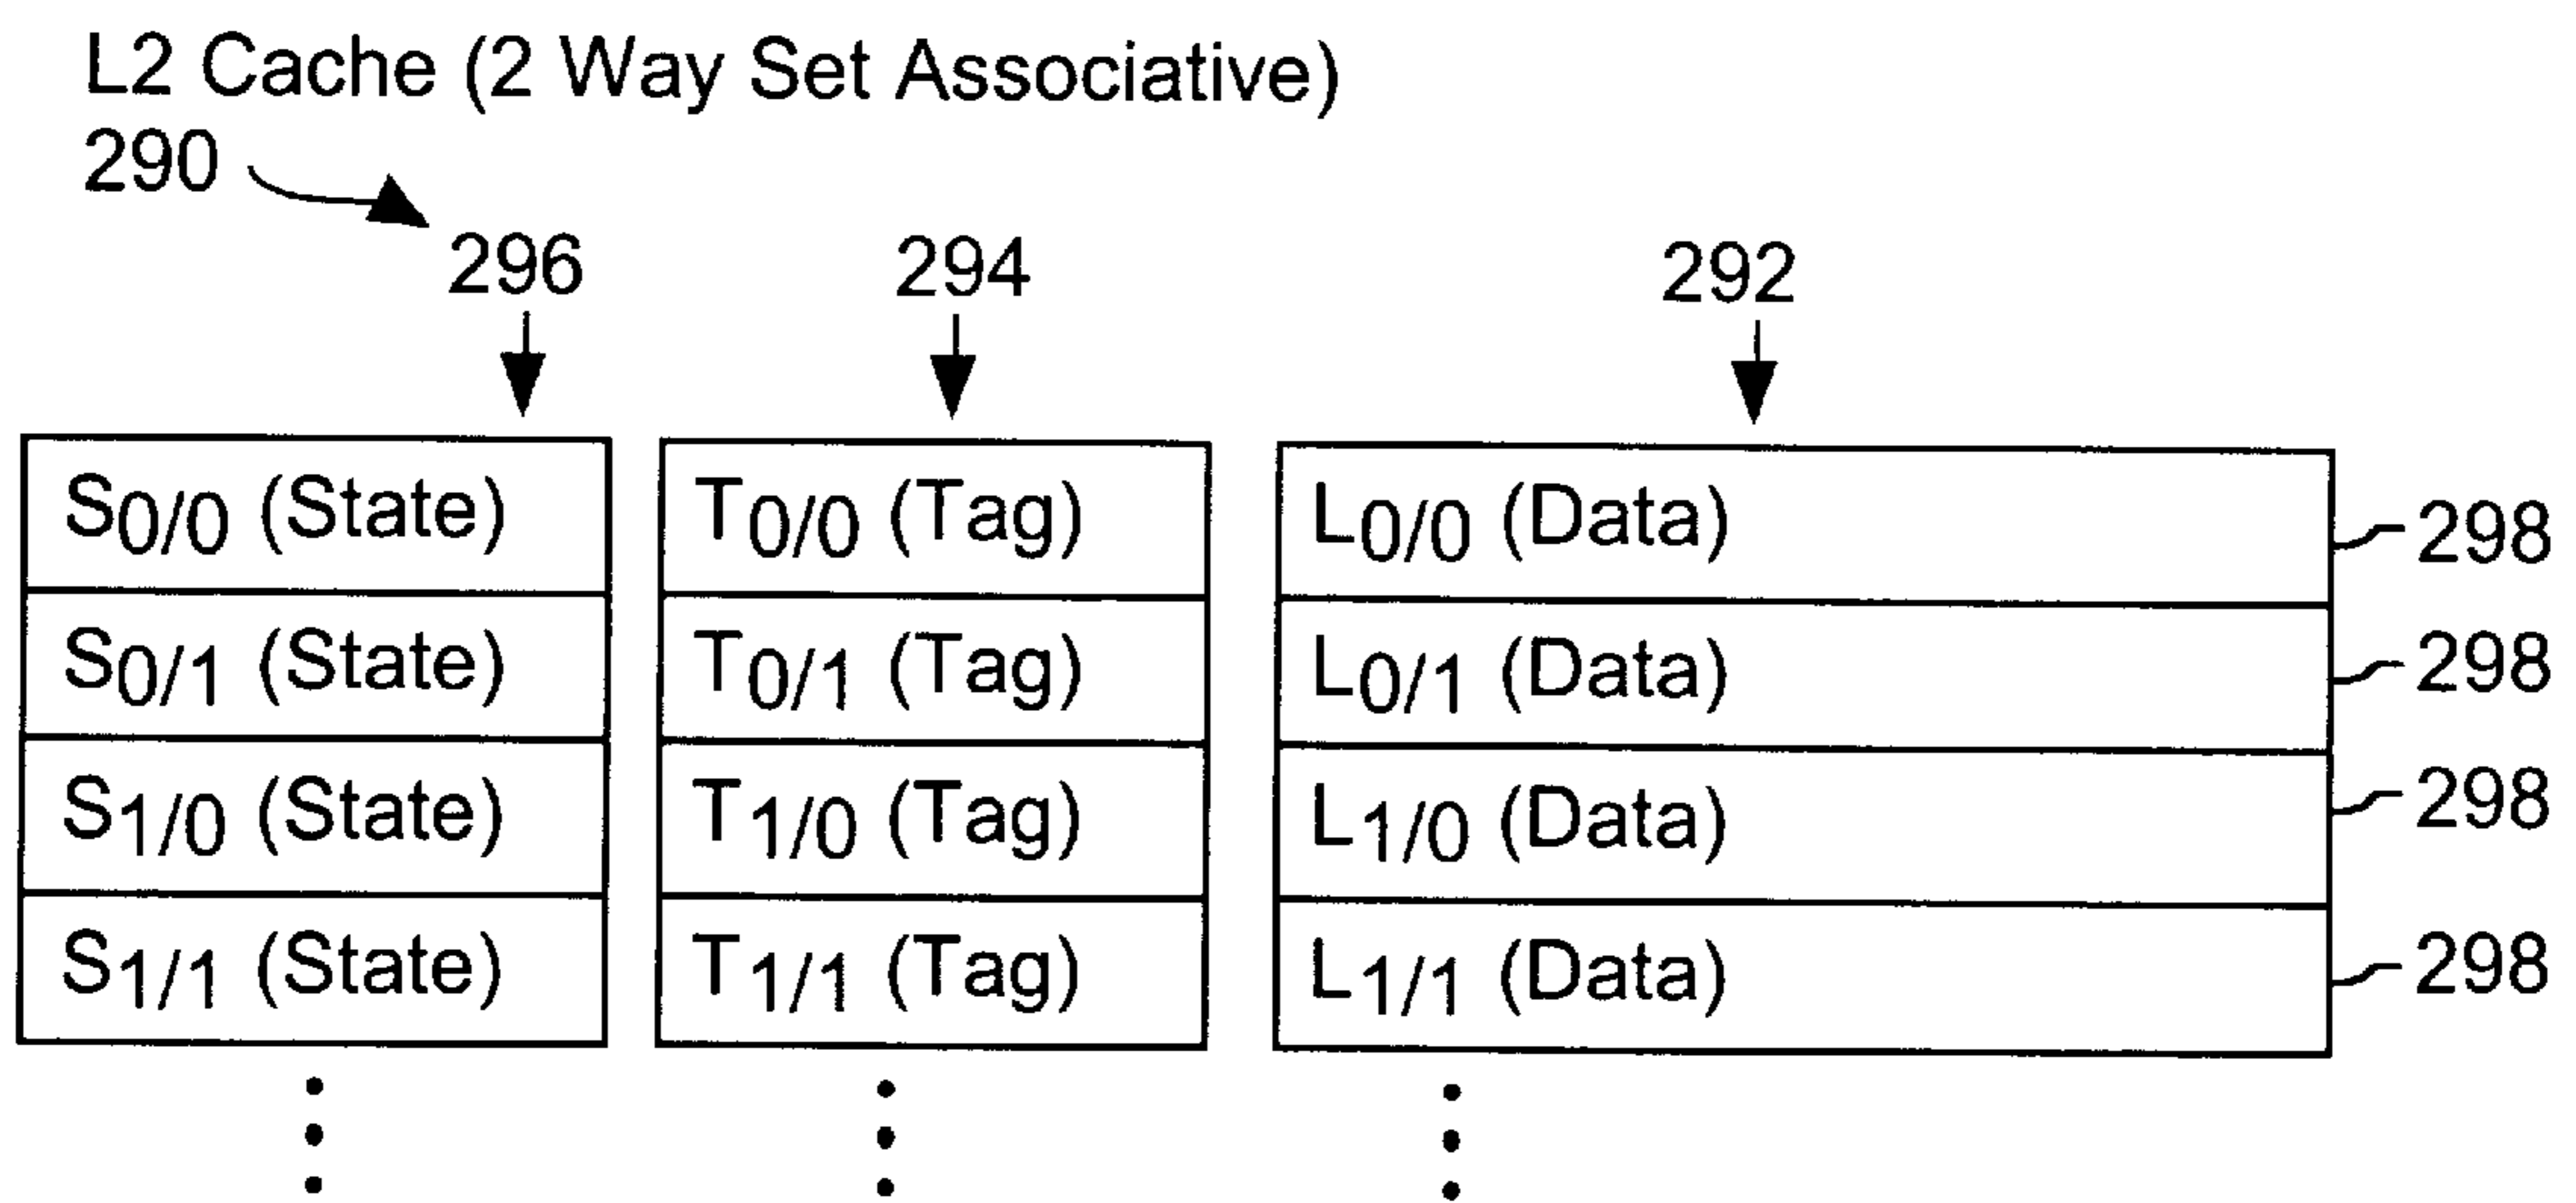 L2 Cache (2 Way Set Associative)
290
296 294 292
S0/0 (State) T0/0 (Tag) L0/0 (Data) 298
S0/1 (State) T0/1 (Tag) L0/1 (Data) 298
S1/0 (State) T1/0 (Tag) L1/0 (Data) 298
S1/1 (State) T1/1 (Tag) L1/1 (Data) 298